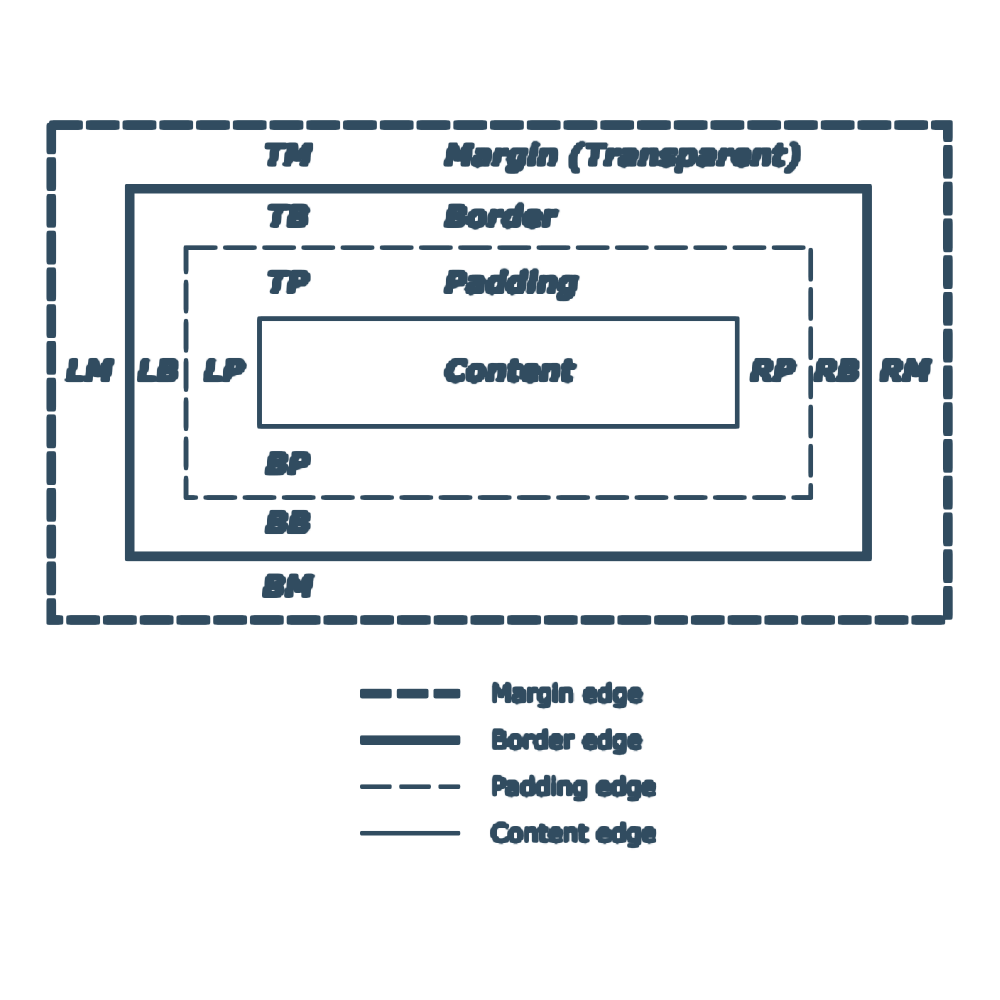 TM Margin (Transparent)
TB Border
TP Padding
LM LB LP Content RP RB RM
BP
BB
BM
Margin edge
Border edge
Padding edge
Content edge